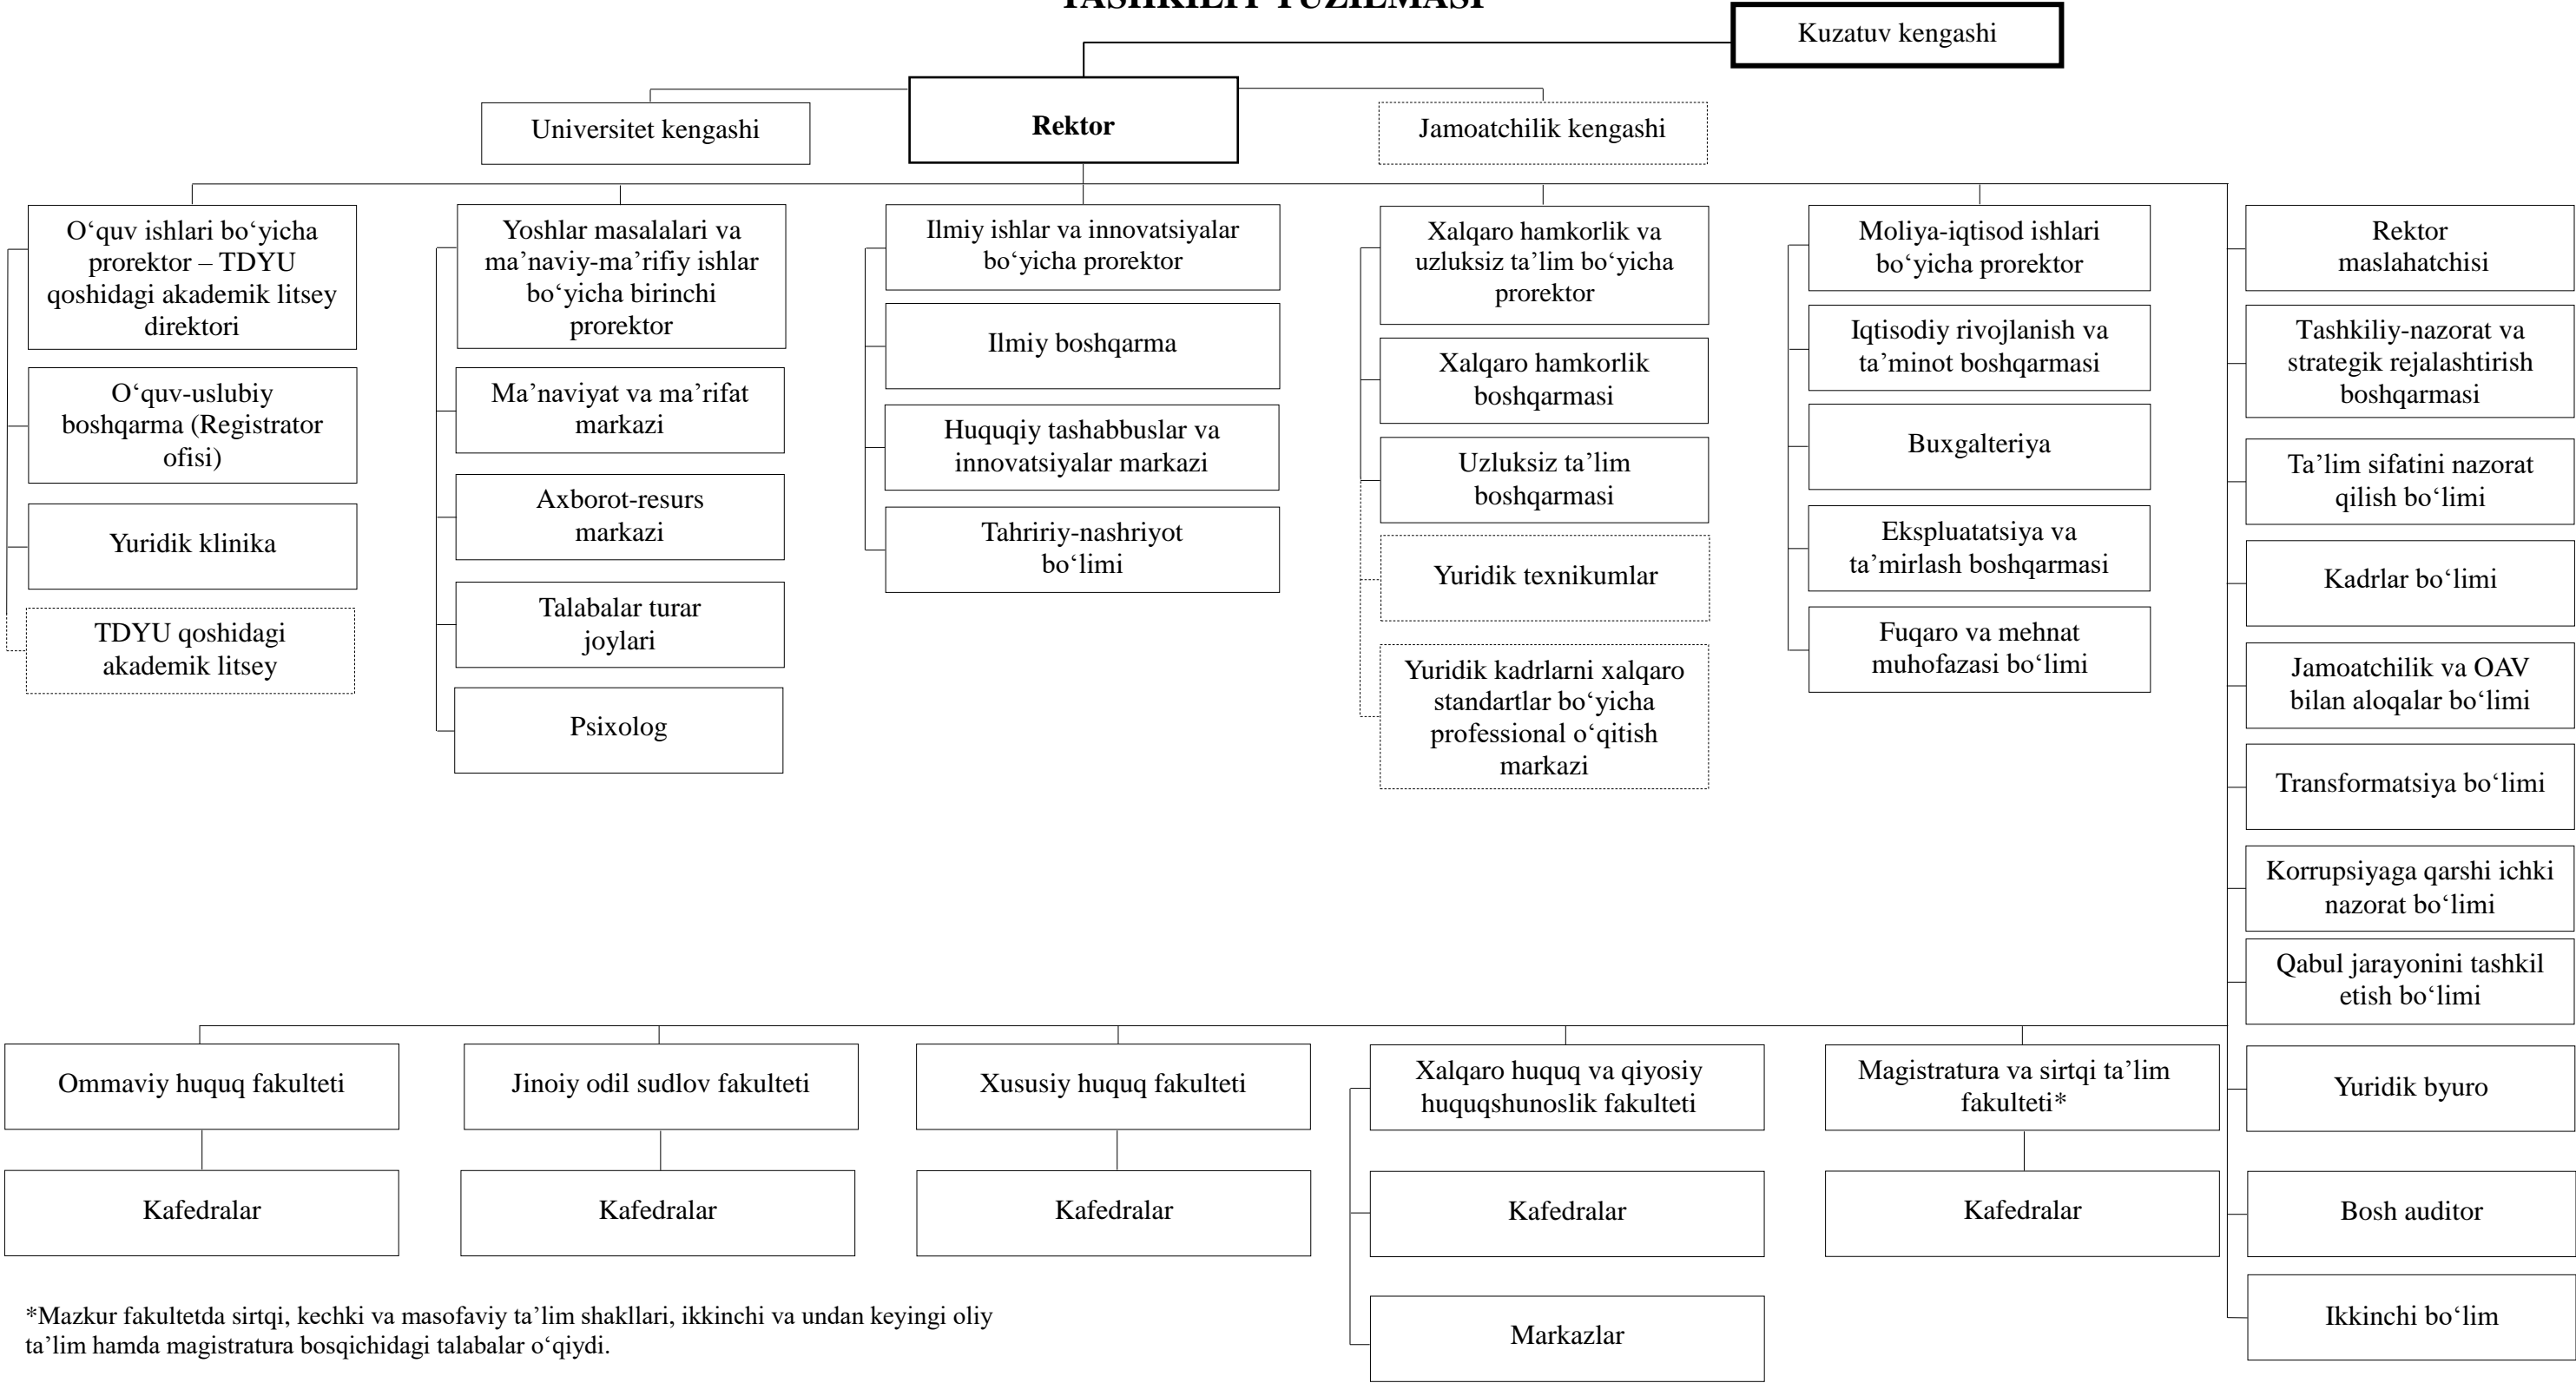 TASHKILIY TUZILMASI
Kuzatuv kengashi
Universitet kengashi
Rektor
Jamoatchilik kengashi
O‘quv ishlari bo‘yicha
prorektor – TDYU
qoshidagi akademik litsey
direktori
O‘quv-uslubiy
boshqarma (Registrator
ofisi)
Yuridik klinika
TDYU qoshidagi
akademik litsey
Yoshlar masalalari va
ma’naviy-ma’rifiy ishlar
bo‘yicha birinchi
prorektor
Ma’naviyat va ma’rifat
markazi
Axborot-resurs
markazi
Talabalar turar
joylari
Psixolog
Ilmiy ishlar va innovatsiyalar
bo‘yicha prorektor
Ilmiy boshqarma
Huquqiy tashabbuslar va
innovatsiyalar markazi
Tahririy-nashriyot
bo‘limi
Xalqaro hamkorlik va
uzluksiz ta’lim bo‘yicha
prorektor
Xalqaro hamkorlik
boshqarmasi
Uzluksiz ta’lim
boshqarmasi
Yuridik texnikumlar
Yuridik kadrlarni xalqaro
standartlar bo‘yicha
professional o‘qitish
markazi
Moliya-iqtisod ishlari
bo‘yicha prorektor
Iqtisodiy rivojlanish va
ta’minot boshqarmasi
Buxgalteriya
Ekspluatatsiya va
ta’mirlash boshqarmasi
Fuqaro va mehnat
muhofazasi bo‘limi
Rektor
maslahatchisi
Tashkiliy-nazorat va
strategik rejalashtirish
boshqarmasi
Ta’lim sifatini nazorat
qilish bo‘limi
Kadrlar bo‘limi
Jamoatchilik va OAV
bilan aloqalar bo‘limi
Transformatsiya bo‘limi
Korrupsiyaga qarshi ichki
nazorat bo‘limi
Qabul jarayonini tashkil
etish bo‘limi
Yuridik byuro
Bosh auditor
Ikkinchi bo‘lim
Ommaviy huquq fakulteti
Kafedralar
Jinoiy odil sudlov fakulteti
Kafedralar
Xususiy huquq fakulteti
Kafedralar
Xalqaro huquq va qiyosiy
huquqshunoslik fakulteti
Kafedralar
Markazlar
Magistratura va sirtqi ta’lim
fakulteti*
Kafedralar
*Mazkur fakultetda sirtqi, kechki va masofaviy ta’lim shakllari, ikkinchi va undan keyingi oliy
ta’lim hamda magistratura bosqichidagi talabalar o‘qiydi.